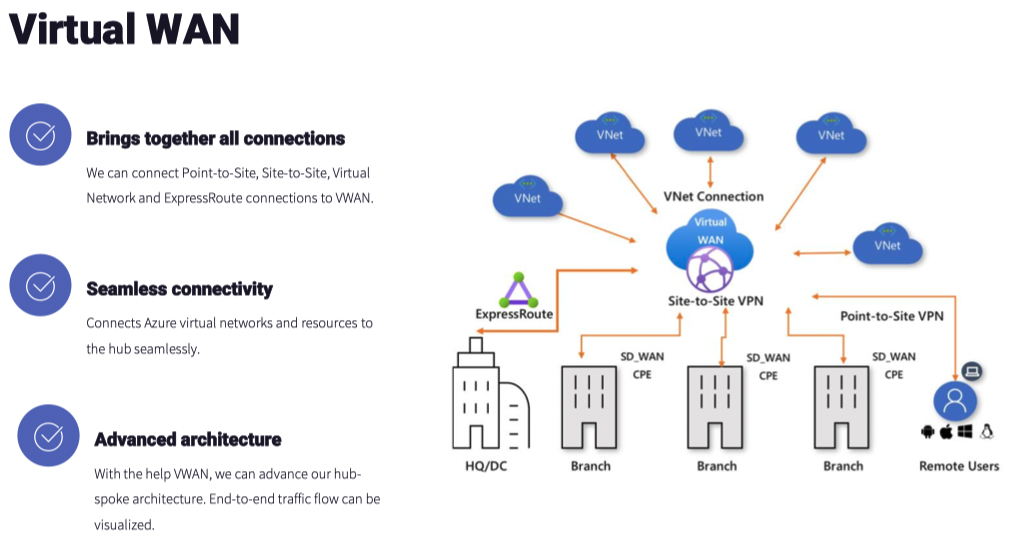 Virtual WAN
Brings together all connections
We can connect Point-to-Site, Site-to-Site, Virtual
Network and ExpressRoute connections to VWAN.
Seamless connectivity
Connects Azure virtual networks and resources to
the hub seamlessly.
Advanced architecture
With the help VWAN, we can advance our hub-
spoke architecture. End-to-end traffic flow can be
visualized.
VNet
VNet
VNet
VNet
VNet Connection
Virtual
WAN
VNet
Site-to-Site VPN
ExpressRoute
Point-to-Site VPN
SD_WAN
CPE
SD_WAN
CPE
SD_WAN
CPE
HQ/DC
Branch
Branch
Branch
Remote Users